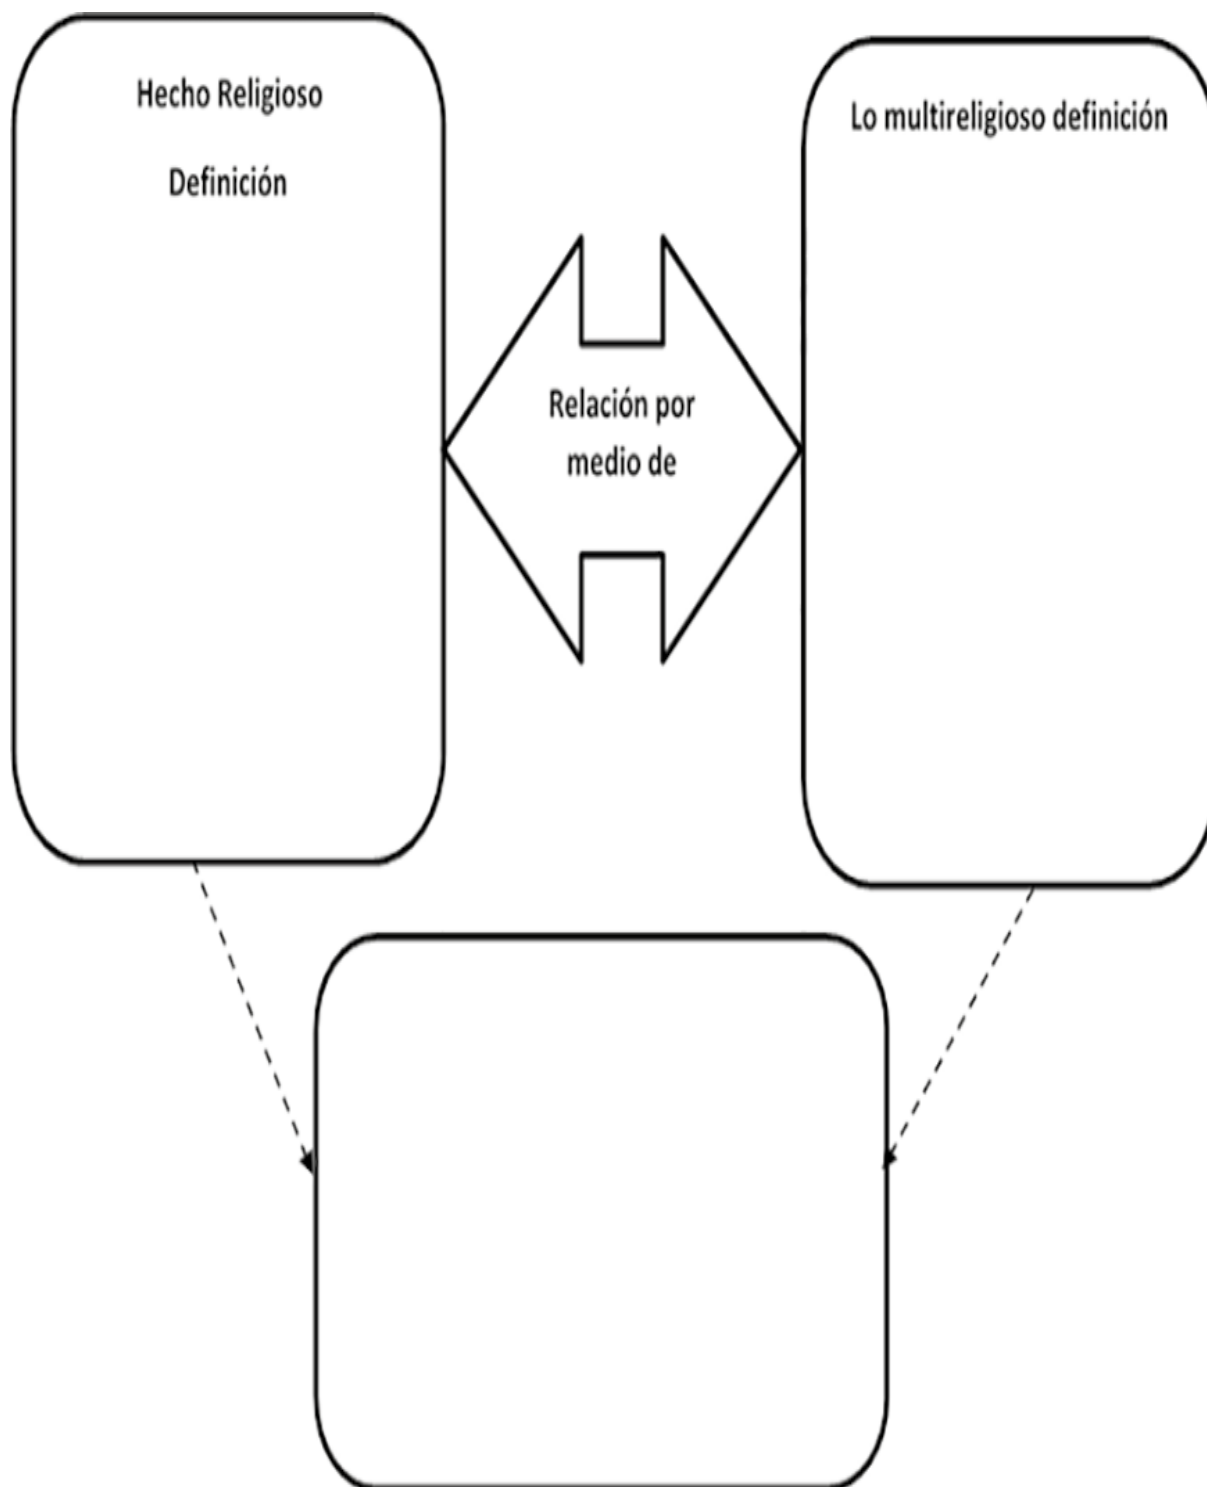 Hecho Religioso
Definición
Lo multireligioso definición
Relación por
medio de